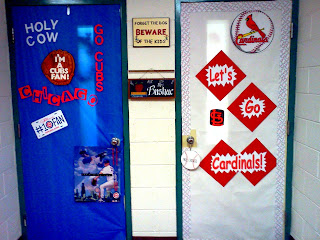 HOLY
COW
I'M
A
CUBS
FAN!
GO CUBS
CHICAGO
#1 FAN
FORGET THE DOG
BEWARE
OF THE KIDS
Cardinals
Let's
Go
Cardinals!